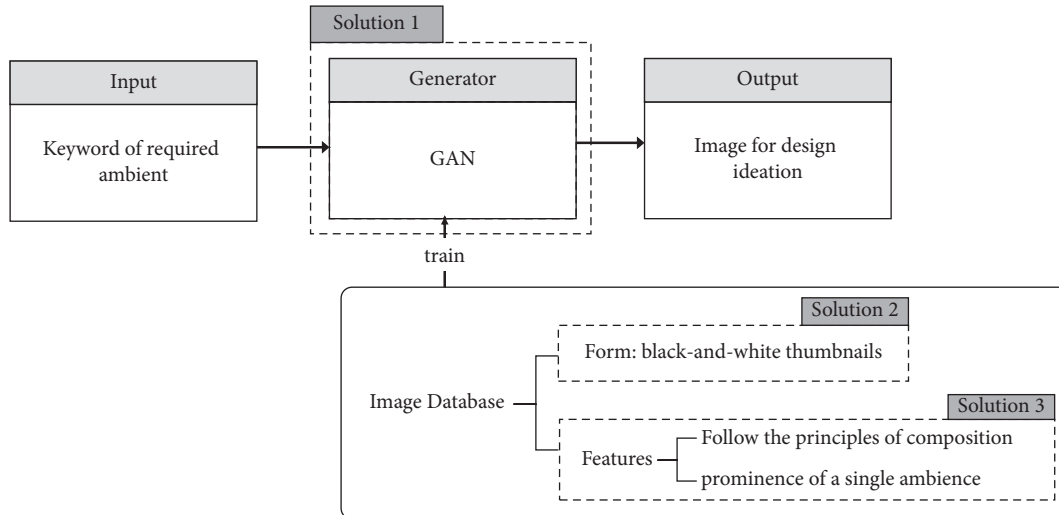 Solution 1
Input
Generator
Output
Keyword of required
ambient
GAN
Image for design
ideation
train
Solution 2
Form: black-and-white thumbnails
Image Database
Solution 3
Features
Follow the principles of composition
prominence of a single ambience